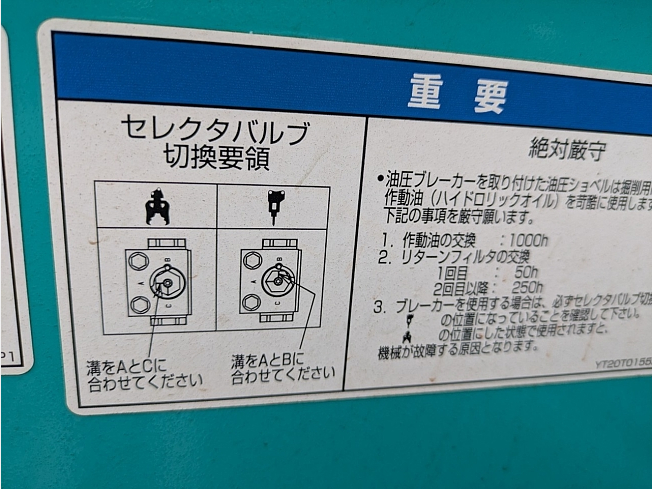 重要
セレクタバルブ
切換要領
溝をAとCに
合わせてください
溝をAとBに
合わせてください
絶対厳守
•油圧ブレーカーを取り付けた油圧ショベルは掘削用
作動油（ハイドロリックオイル）を苛酷に使用します
下記の事項を厳守願います。
1. 作動油の交換 :1000h
2. リターンフィルタの交換
1回目 : 50h
2回目以降: 250h
3. ブレーカーを使用する場合は、必ずセレクタバルブ切
の位置になっていることを確認して下さい。
の位置にした状態で使用されますと、
機械が故障する原因となります。
YT20T0155
P1